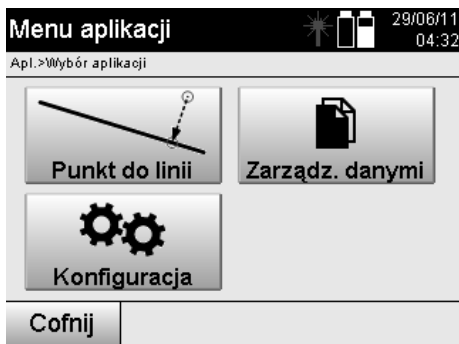 Menu aplikacji
29/06/11
04:32
Apl.>Wybór aplikacji
Punkt do linii
Zarządz. danymi
Konfiguracja
Cofnij